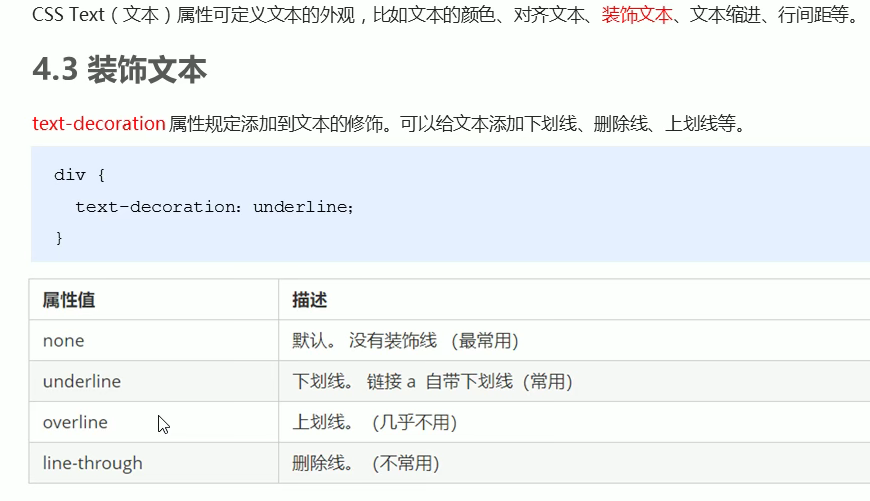 CSS Text（文本）属性可定义文本的外观，比如文本的颜色、对齐文本、装饰文本、文本缩进、行间距等。
4.3 装饰文本
text-decoration 属性规定添加到文本的修饰。可以给文本添加下划线、删除线、上划线等。
div {
text-decoration：underline；
}
属性值 描述
none 默认。 没有装饰线 （最常用)
underline 下划线。 链接 a 自带下划线（常用）
overline 上划线。（几乎不用）
line-through 删除线。（不常用)